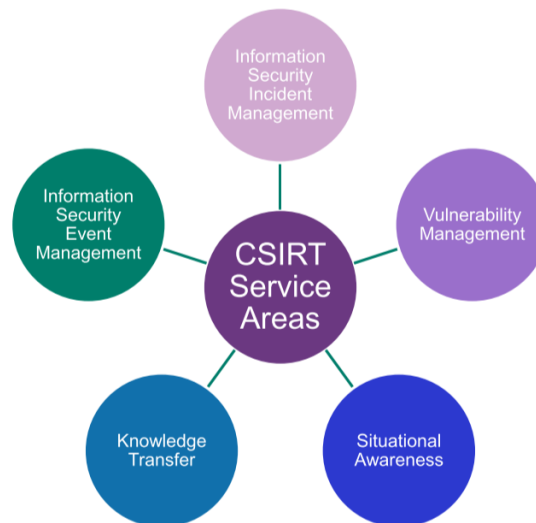 Information
Security
Incident
Management
Information
Security
Event
Management
Vulnerability
Management
CSIRT
Service
Areas
Knowledge
Transfer
Situational
Awareness